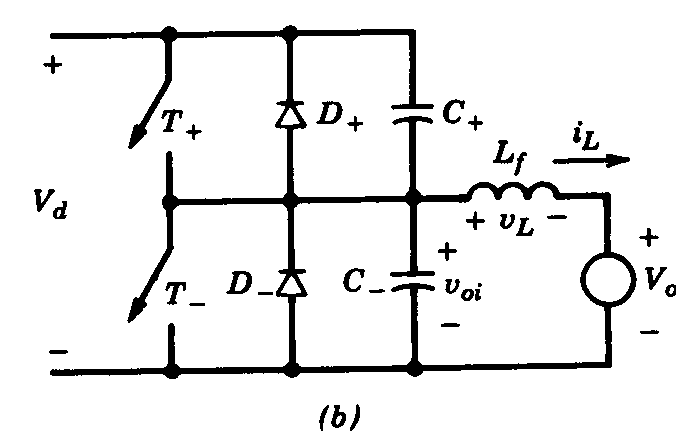 +
T₊
D₊
C₊
i_L
L_f
V_d
+ v_L −
+
T₋
D₋
C₋
+
v_oi
−
V_o
−
−
(b)